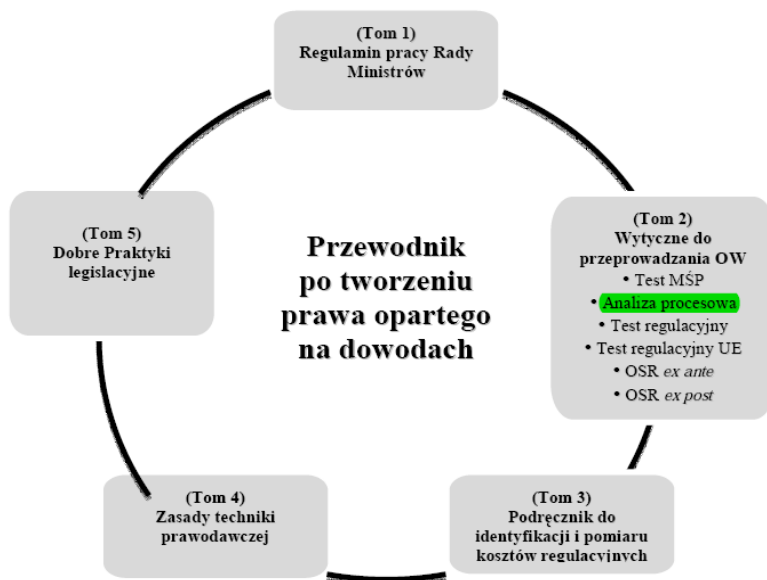 (Tom 1)
Regulamin pracy Rady
Ministrów
(Tom 2)
Wytyczne do
przeprowadzania OW
• Test MŚP
• Analiza procesowa
• Test regulacyjny
• Test regulacyjny UE
• OSR ex ante
• OSR ex post
(Tom 3)
Podręcznik do
identyfikacji i pomiaru
kosztów regulacyjnych
(Tom 4)
Zasady techniki
prawodawczej
(Tom 5)
Dobre Praktyki
legislacyjne
Przewodnik
po tworzeniu
prawa opartego
na dowodach